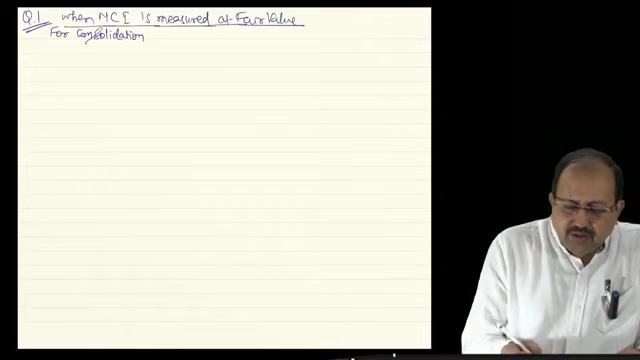 Q.1 When NCI is measured at Fair Value
For Consolidation